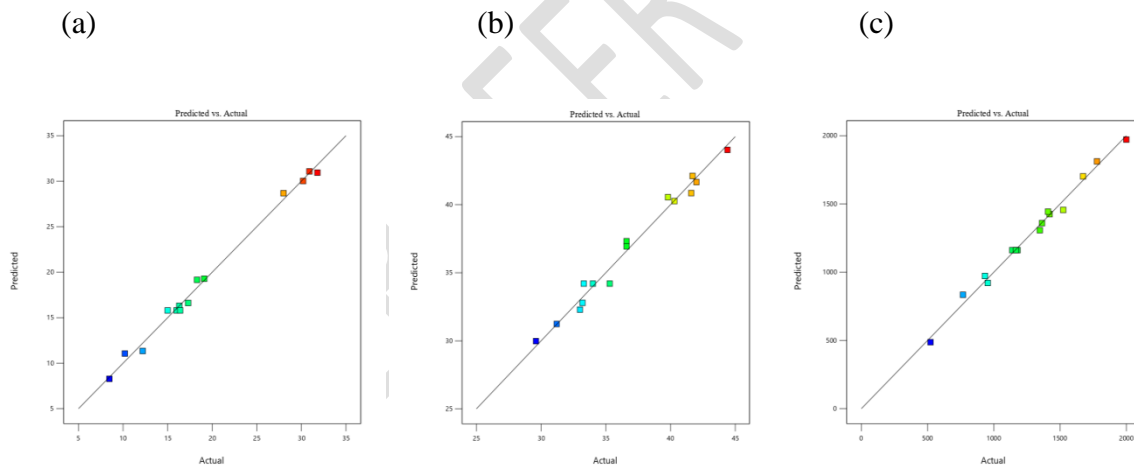 (a)
(b)
(c)
Predicted vs. Actual
35
30
25
20
15
10
5
Predicted
5 10 15 20 25 30 35
Actual
Predicted vs. Actual
45
40
35
30
25
Predicted
25 30 35 40 45
Actual
Predicted vs. Actual
2000
1500
1000
500
0
Predicted
0 500 1000 1500 2000
Actual